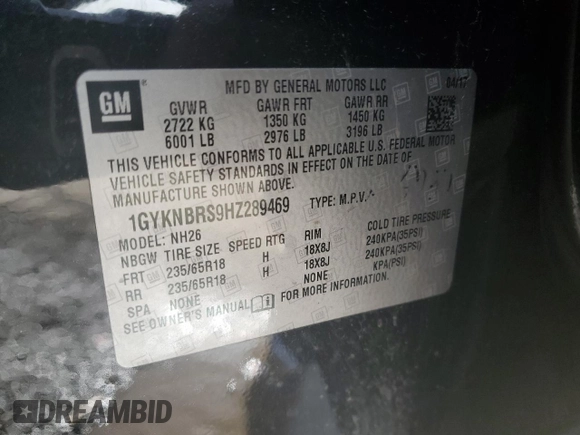 GM
MFD BY GENERAL MOTORS LLC 04/17
GVWR GAWR FRT GAWR RR
2722 KG 1350 KG 1450 KG
6001 LB 2976 LB 3196 LB
THIS VEHICLE CONFORMS TO ALL APPLICABLE U.S. FEDERAL MOTOR
VEHICLE SAFETY STANDARDS IN EFFECT ON THE DATE OF
MANUFACTURE SHOWN ABOVE.
1GYKNBRS9HZ289469 TYPE: M.P.V.
MODEL: NH26
NBGW TIRE SIZE SPEED RTG RIM COLD TIRE PRESSURE
FRT 235/65R18 H 18X8J 240KPA(35PSI)
RR 235/65R18 H 18X8J 240KPA(35PSI)
SPA NONE NONE KPA(PSI)
SEE OWNER'S MANUAL i FOR MORE INFORMATION.
DREAMBID